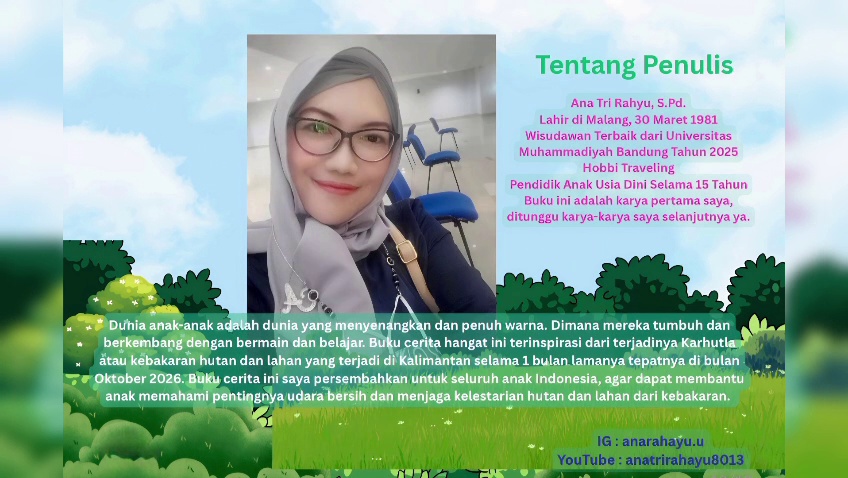 Tentang Penulis
Ana Tri Rahyu, S.Pd.
Lahir di Malang, 30 Maret 1981
Wisudawan Terbaik dari Universitas
Muhammadiyah Bandung Tahun 2025
Hobbi Traveling
Pendidik Anak Usia Dini Selama 15 Tahun
Buku ini adalah karya pertama saya,
ditunggu karya-karya saya selanjutnya ya.
Dunia anak-anak adalah dunia yang menyenangkan dan penuh warna. Dimana mereka tumbuh dan
berkembang dengan bermain dan belajar. Buku cerita hangat ini terinspirasi dari terjadinya Karhutla
atau kebakaran hutan dan lahan yang terjadi di Kalimantan selama 1 bulan lamanya tepatnya di bulan
Oktober 2026. Buku cerita ini saya persembahkan untuk seluruh anak Indonesia, agar dapat membantu
anak memahami pentingnya udara bersih dan menjaga kelestarian hutan dan lahan dari kebakaran.
IG : anarahayu.u
YouTube : anatrirahayu8013